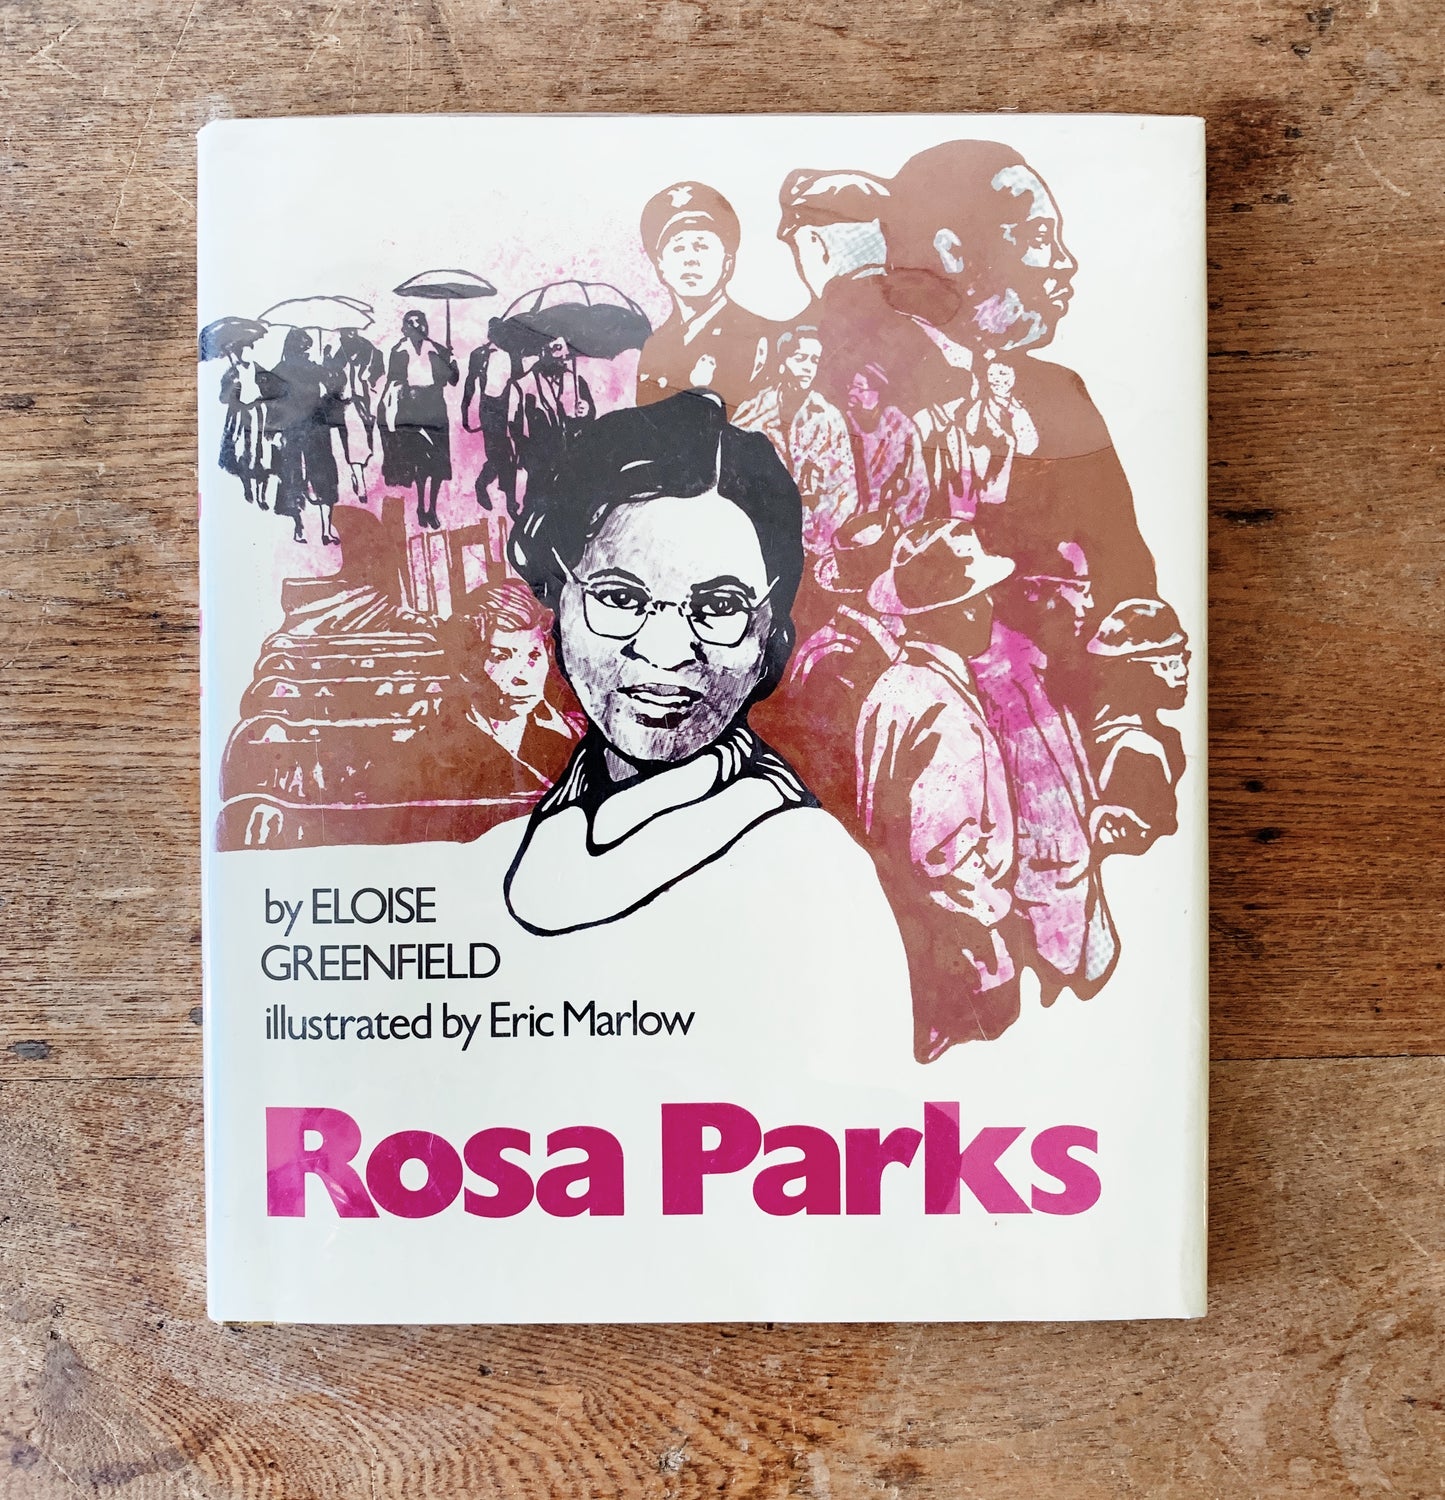 by ELOISE
GREENFIELD
illustrated by Eric Marlow
Rosa Parks